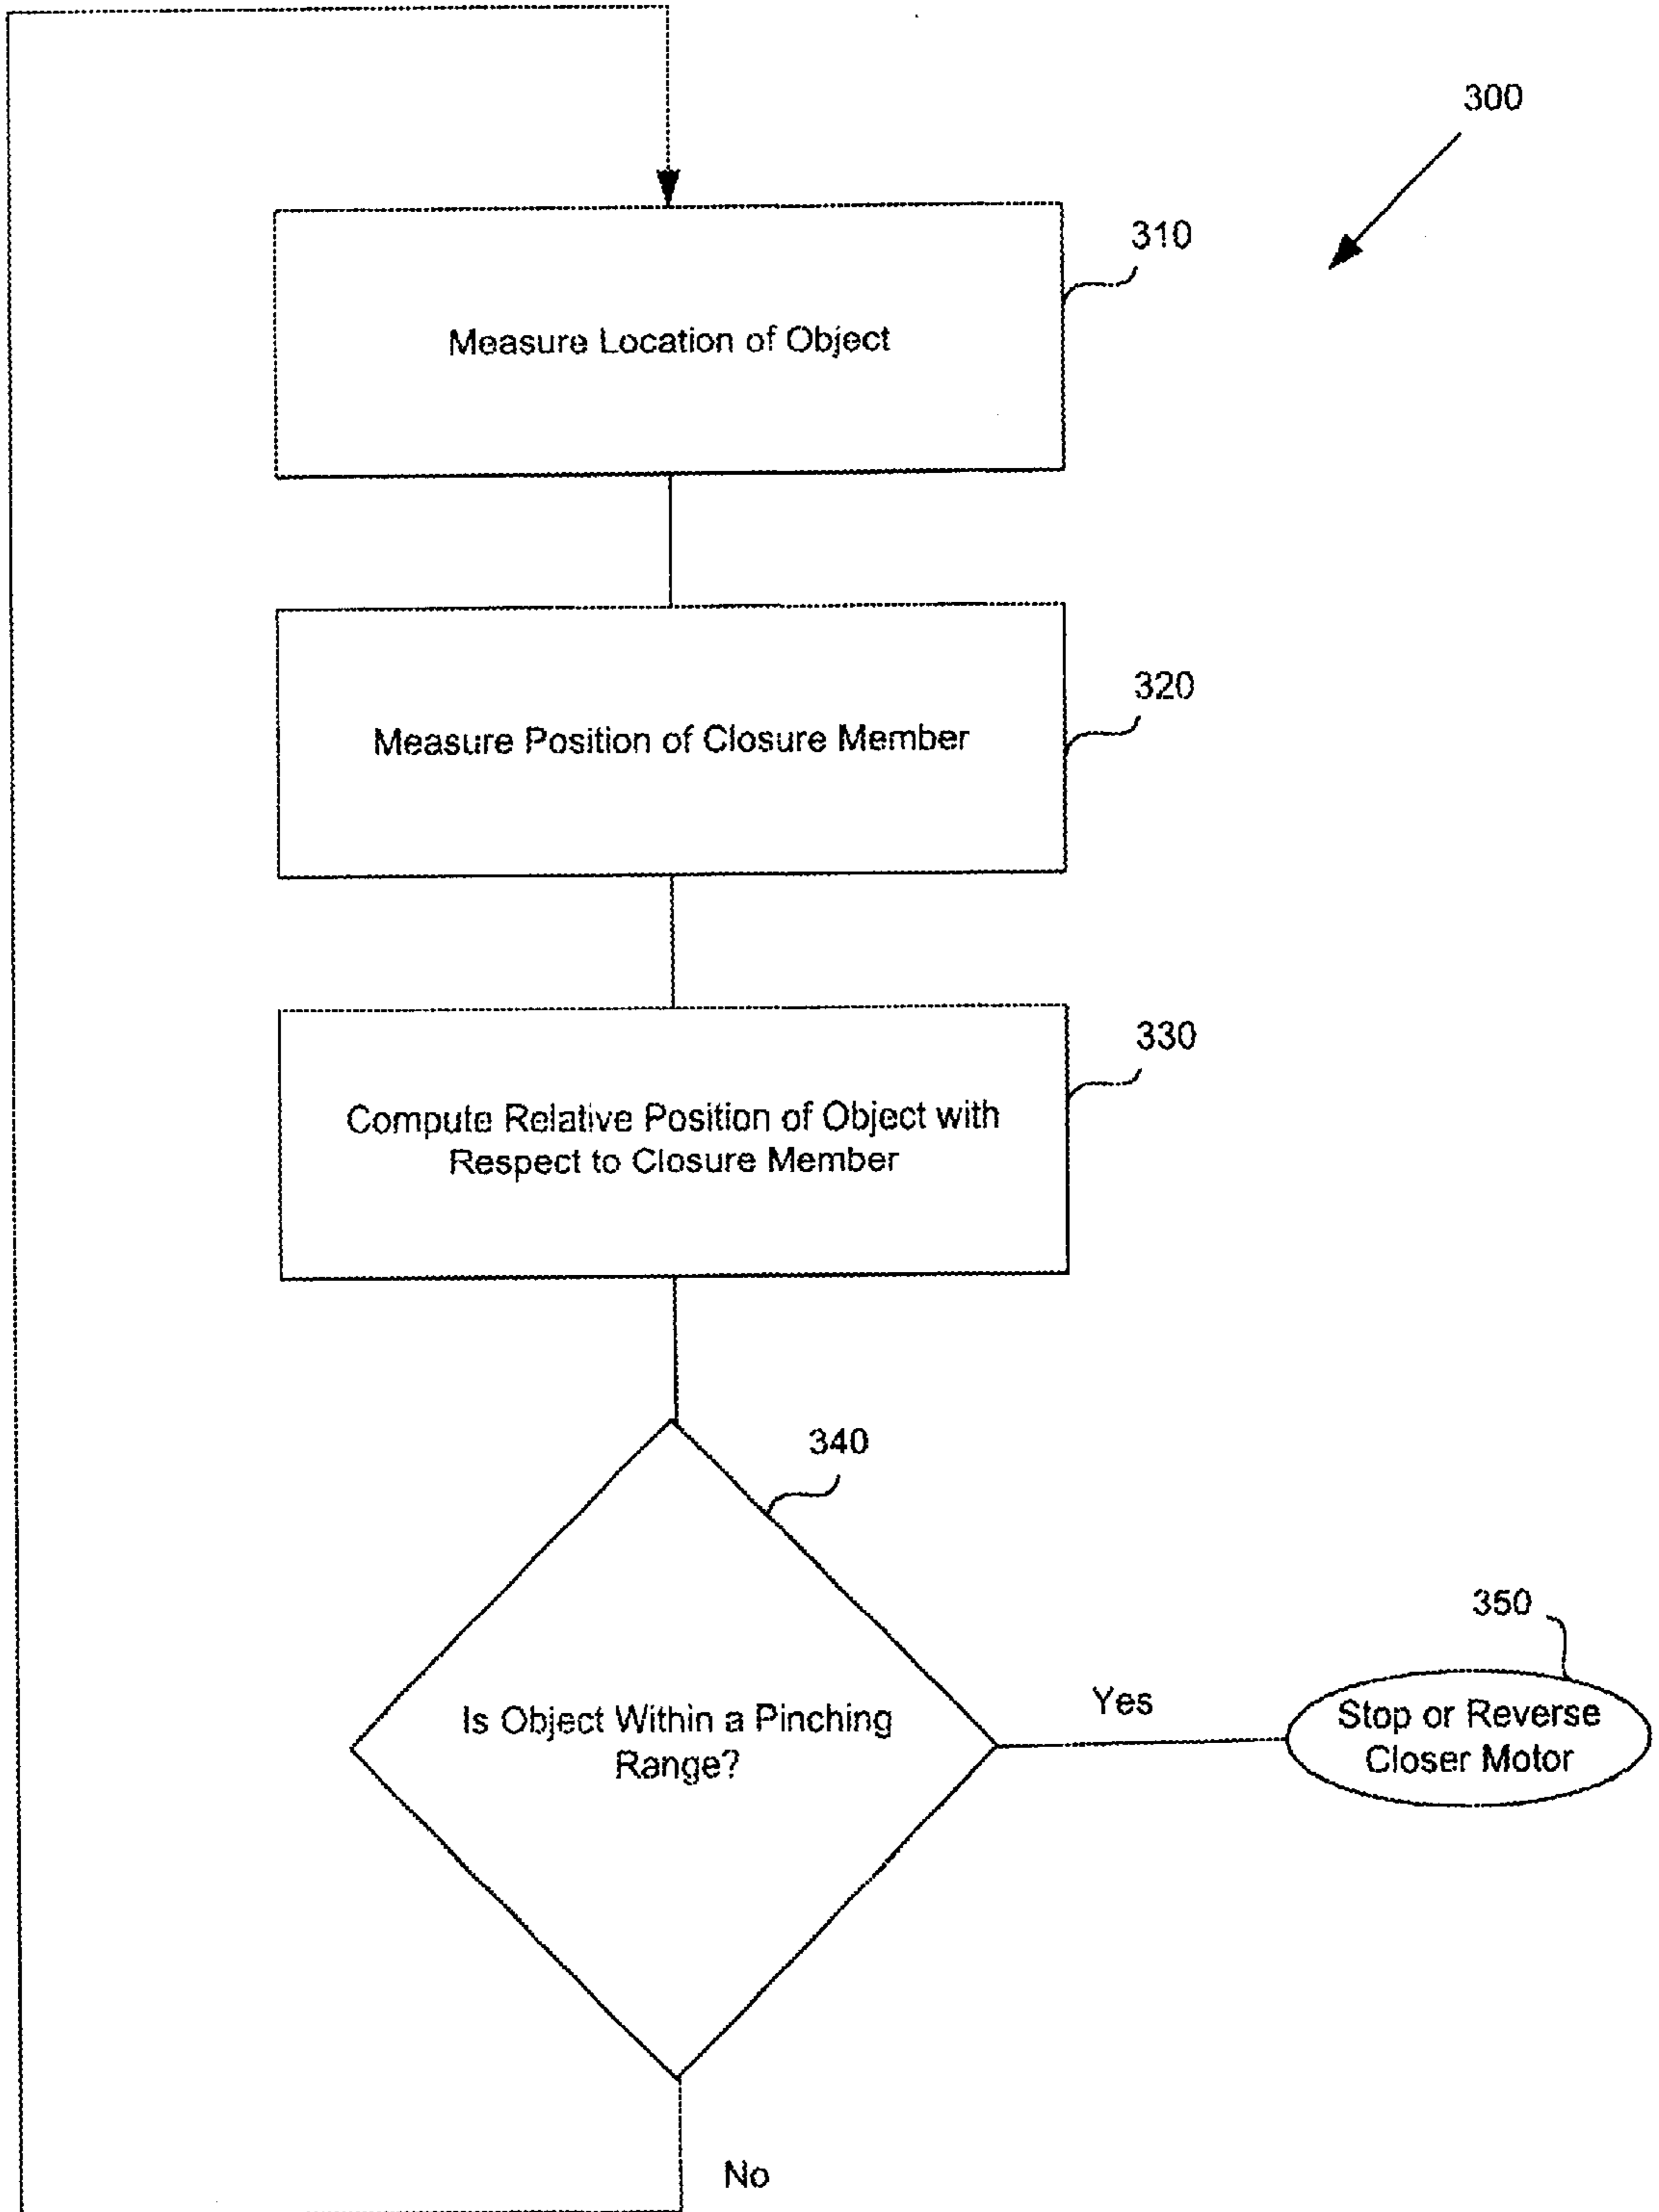 300
310
Measure Location of Object
320
Measure Position of Closure Member
330
Compute Relative Position of Object with
Respect to Closure Member
340
Is Object Within a Pinching
Range?
Yes
350
Stop or Reverse
Closer Motor
No